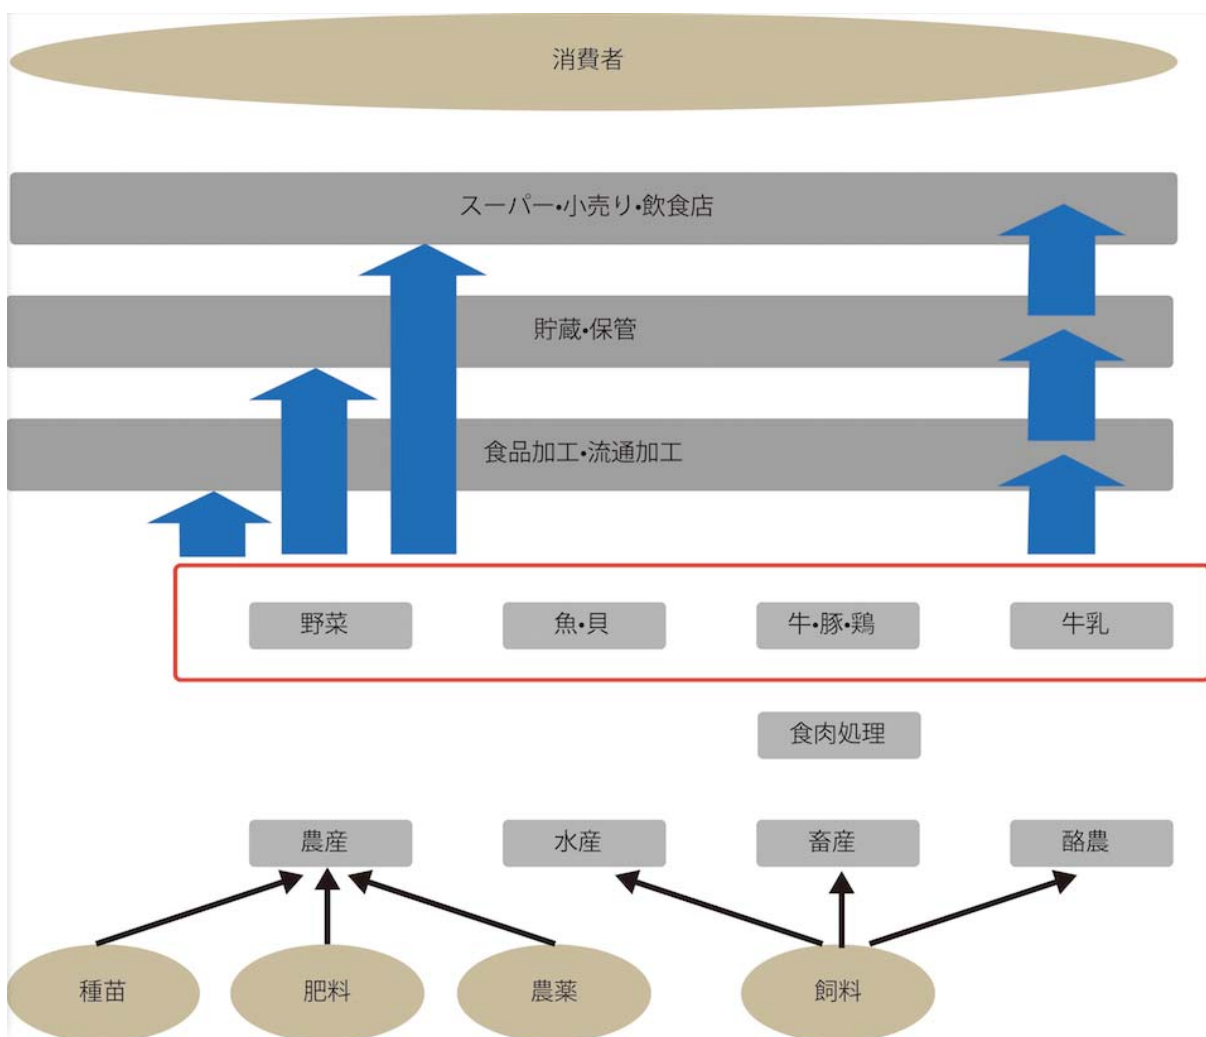 消費者
スーパー•小売り•飲食店
貯蔵•保管
食品加工•流通加工
野菜
魚•貝
牛•豚•鶏
牛乳
食肉処理
農産
水産
畜産
酪農
種苗
肥料
農薬
飼料